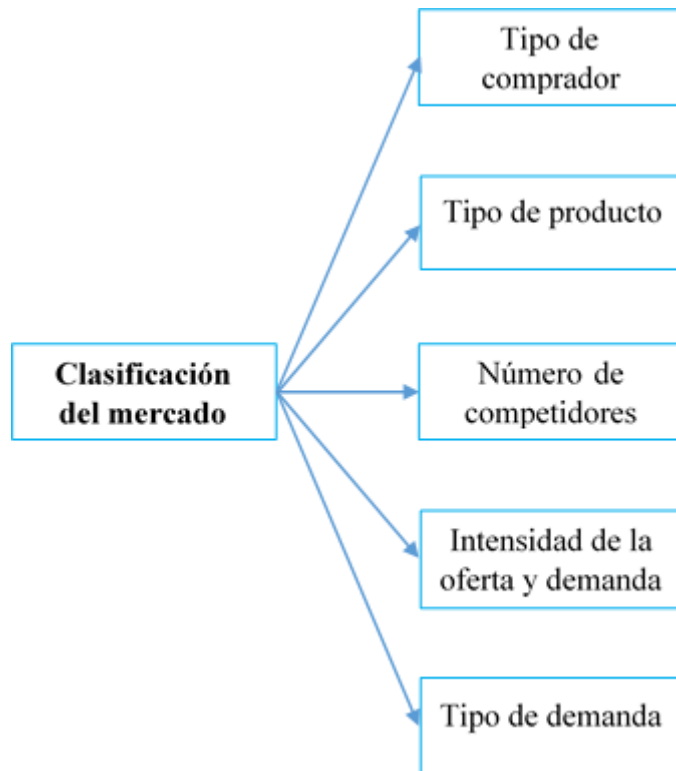 Tipo de
comprador
Tipo de producto
Clasificación
del mercado
Número de
competidores
Intensidad de la
oferta y demanda
Tipo de demanda